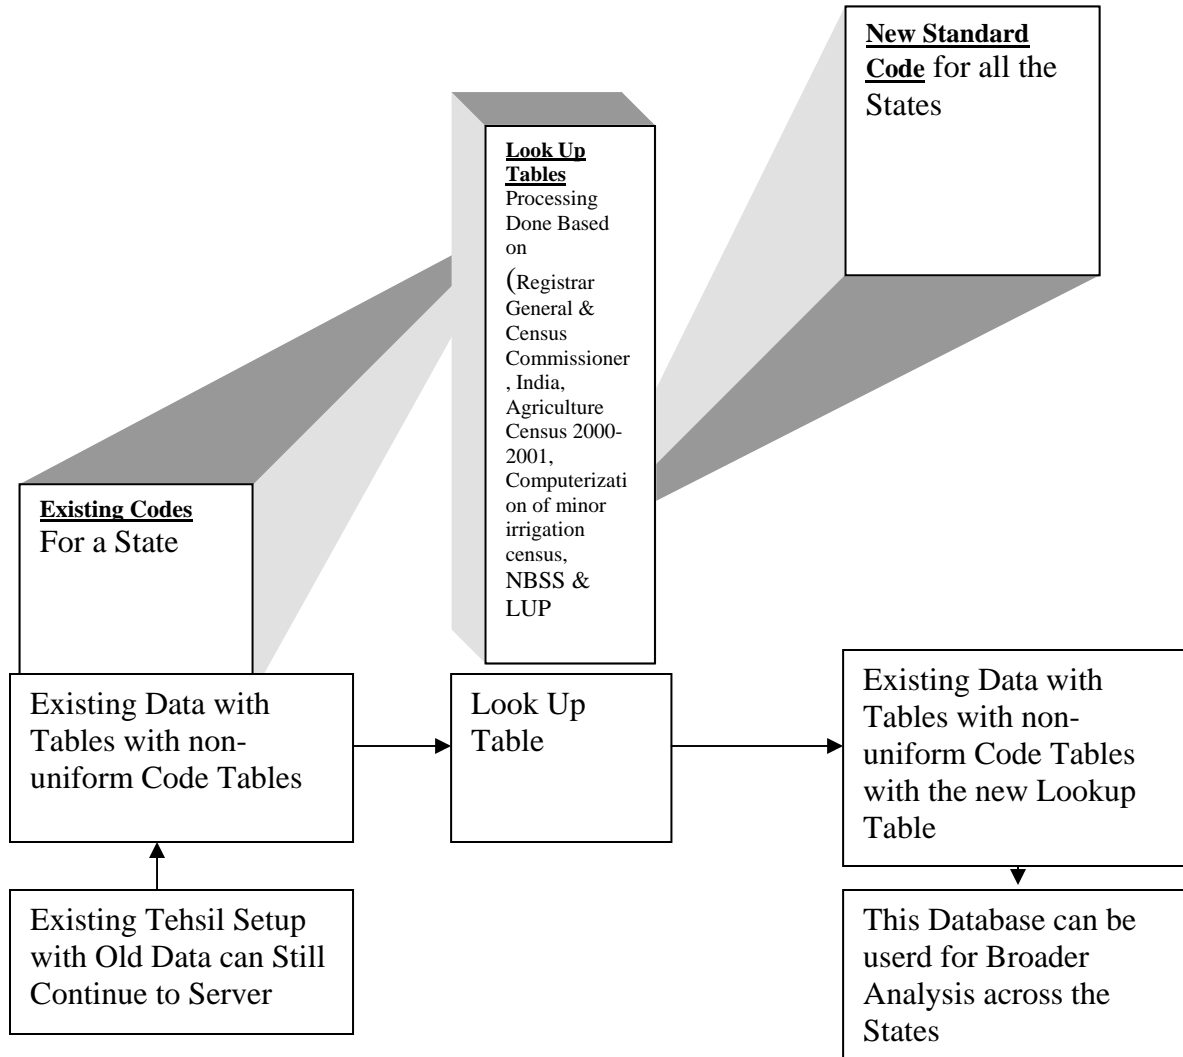 New Standard
Code for all the
States
Look Up
Tables
Processing
Done Based
on
(Registrar
General &
Census
Commissioner
, India,
Agriculture
Census 2000-
2001,
Computerizati
on of minor
irrigation
census,
NBSS &
LUP
Existing Codes
For a State
Existing Data with
Tables with non-
uniform Code Tables
Look Up
Table
Existing Data with
Tables with non-
uniform Code Tables
with the new Lookup
Table
Existing Tehsil Setup
with Old Data can Still
Continue to Server
This Database can be
userd for Broader
Analysis across the
States